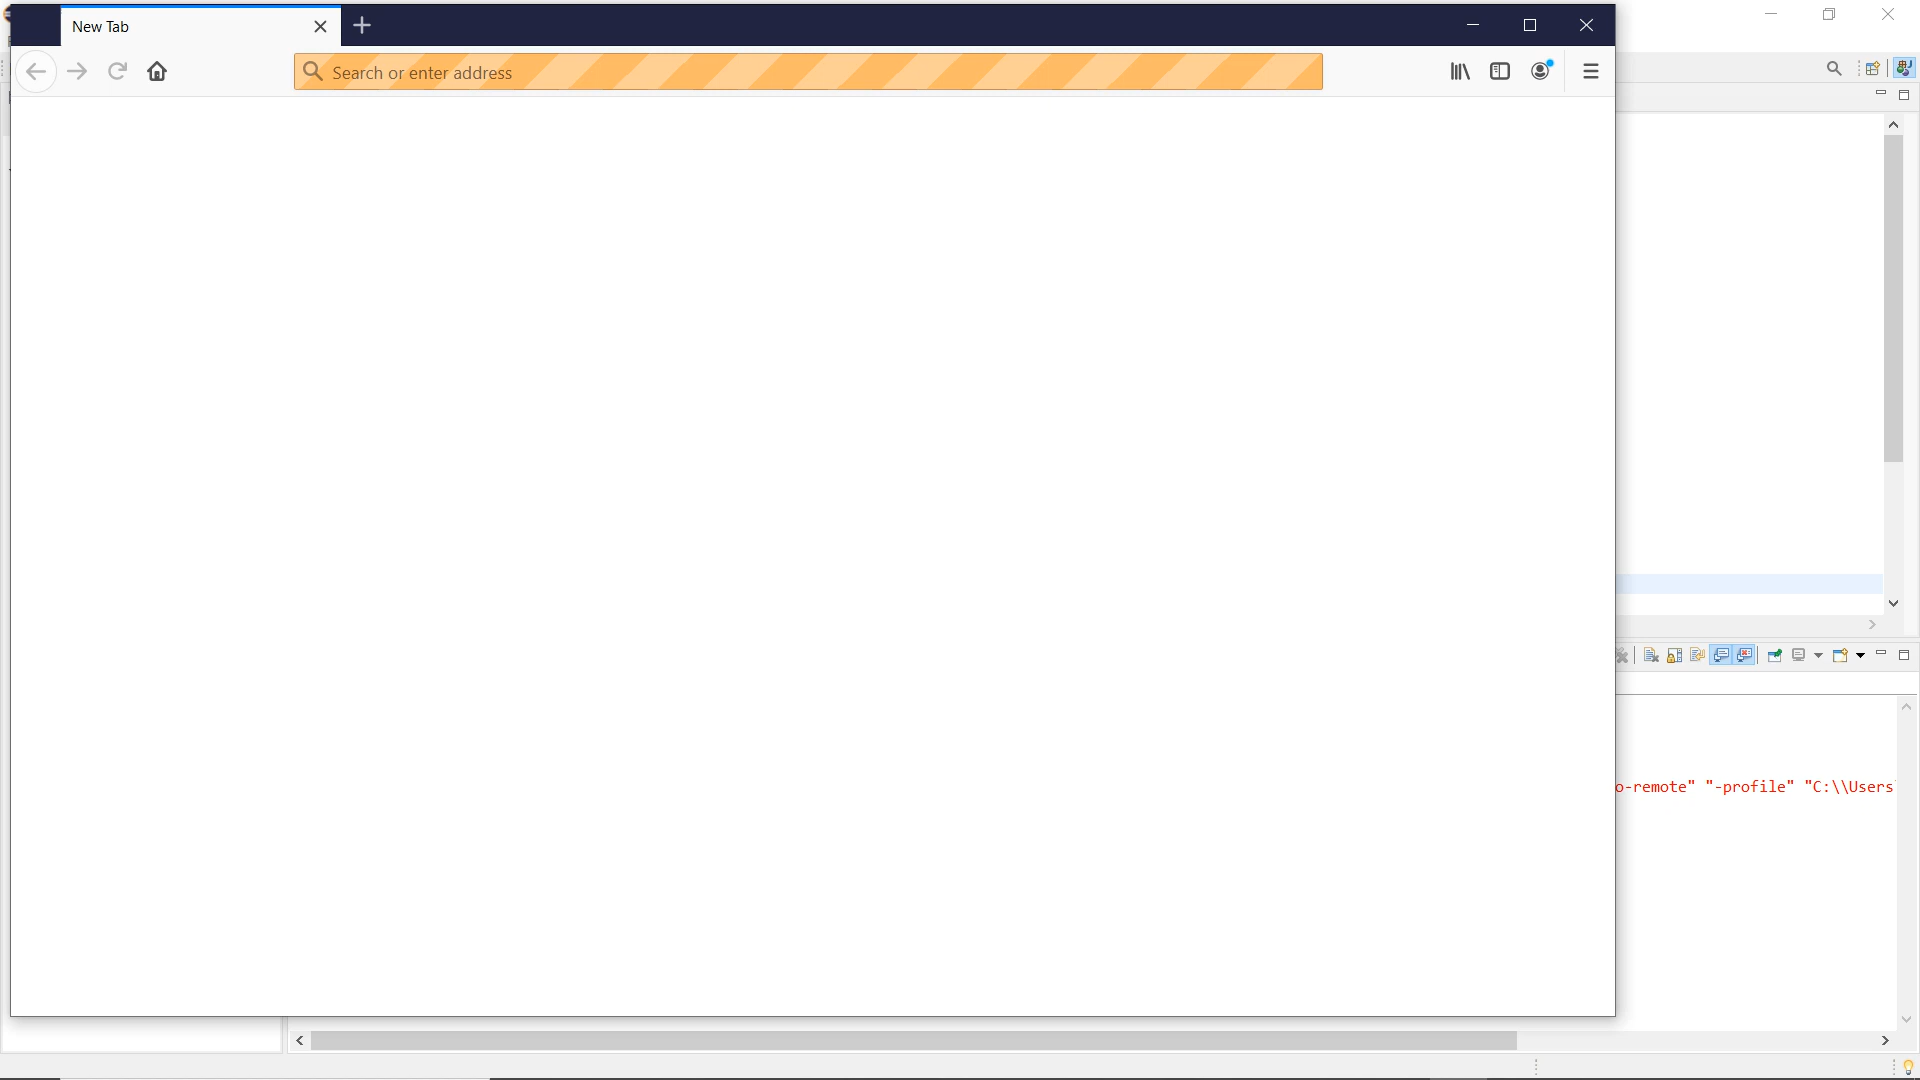 New Tab
Search or enter address
o-remote" "-profile" "C:\\Users